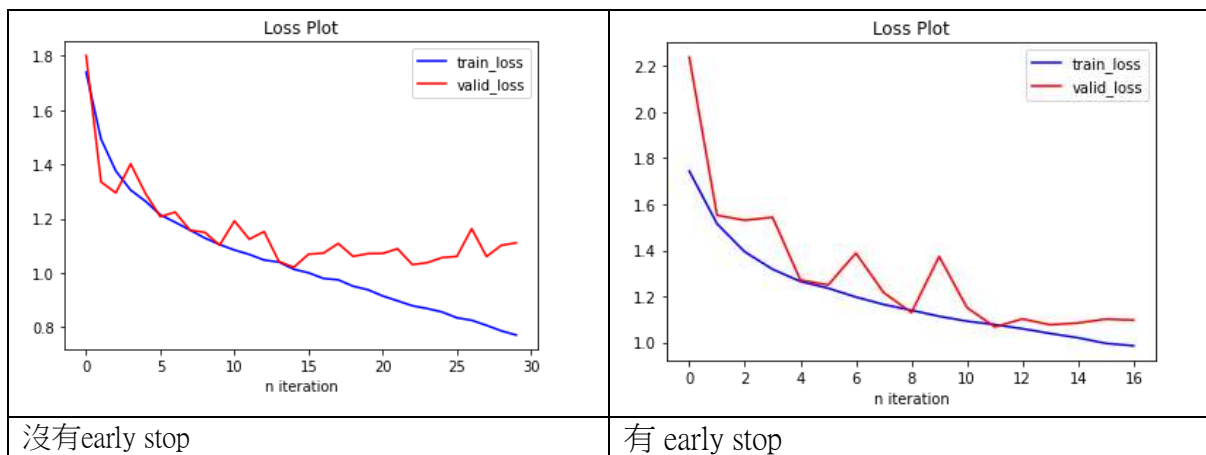 Loss Plot
train_loss
valid_loss
1.8
1.6
1.4
1.2
1.0
0.8
0 5 10 15 20 25 30
n iteration
Loss Plot
train_loss
valid_loss
2.2
2.0
1.8
1.6
1.4
1.2
1.0
0 2 4 6 8 10 12 14 16
n iteration
沒有early stop
有 early stop